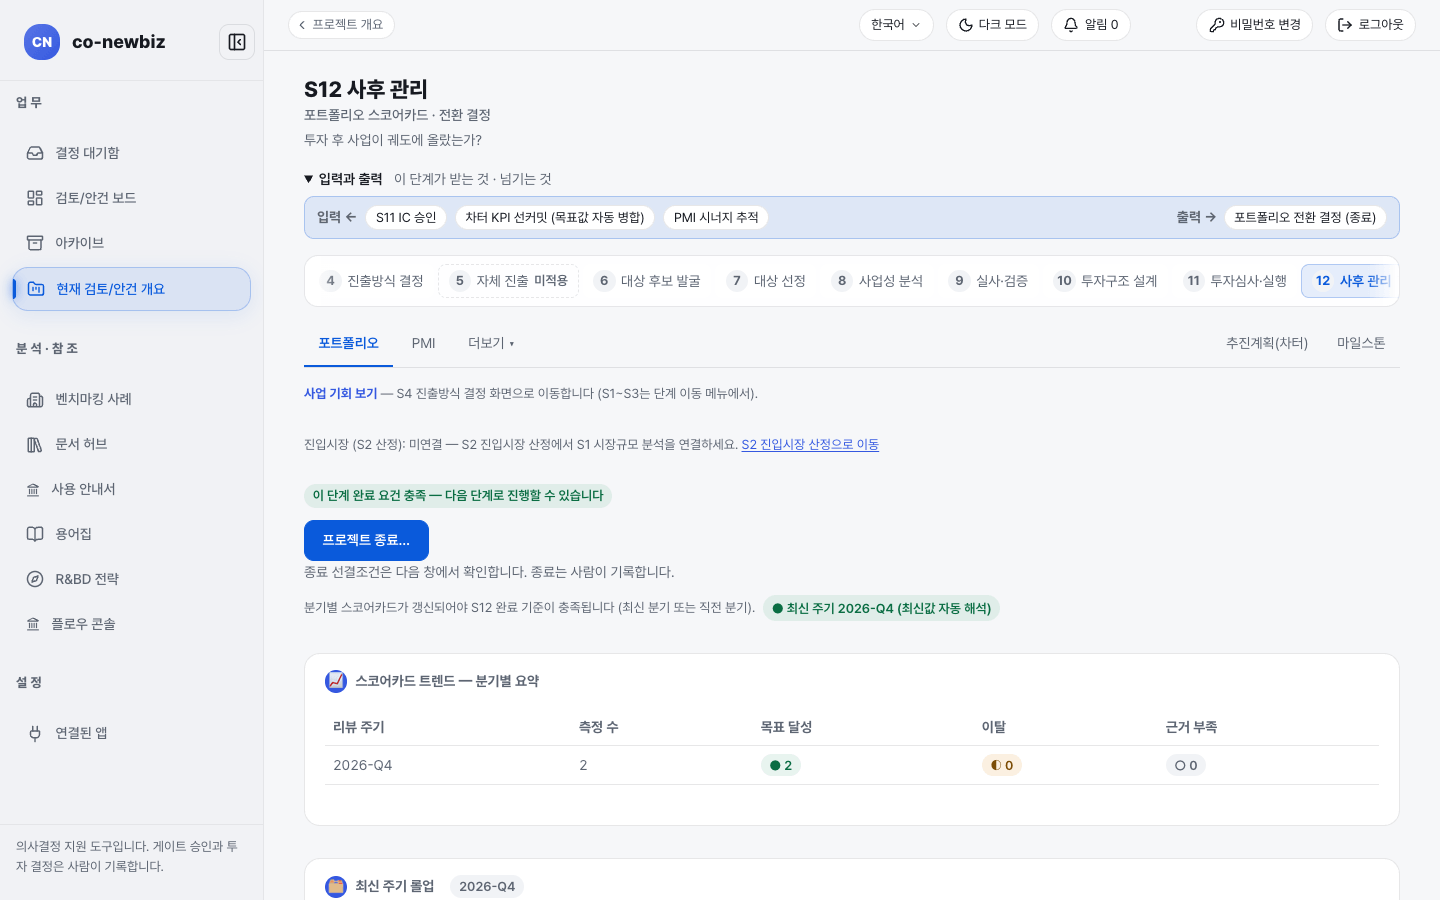 CN co-newbiz
업무
결정 대기함
검토/안건 보드
아카이브
현재 검토/안건 개요
분석·참조
벤치마킹 사례
문서 허브
사용 안내서
용어집
R&BD 전략
플로우 콘솔
설정
연결된 앱
의사결정 지원 도구입니다. 게이트 승인과 투
자 결정은 사람이 기록합니다.
프로젝트 개요 한국어 다크 모드 알림 0 비밀번호 변경 로그아웃
S12 사후 관리
포트폴리오 스코어카드 · 전환 결정
투자 후 사업이 궤도에 올랐는가?
▼ 입력과 출력 이 단계가 받는 것 · 넘기는 것
입력 ← S11 IC 승인 차터 KPI 선커밋 (목표값 자동 병합) PMI 시너지 추적 출력 → 포트폴리오 전환 결정 (종료)
4 진출방식 결정 5 자체 진출 미적용 6 대상 후보 발굴 7 대상 선정 8 사업성 분석 9 실사·검증 10 투자구조 설계 11 투자심사·실행 12 사후 관리
포트폴리오 PMI 더보기 ▾ 추진계획(차터) 마일스톤
사업 기회 보기 — S4 진출방식 결정 화면으로 이동합니다 (S1~S3는 단계 이동 메뉴에서).
진입시장 (S2 산정): 미연결 — S2 진입시장 산정에서 S1 시장규모 분석을 연결하세요. S2 진입시장 산정으로 이동
이 단계 완료 요건 충족 — 다음 단계로 진행할 수 있습니다
프로젝트 종료...
종료 선결조건은 다음 창에서 확인합니다. 종료는 사람이 기록합니다.
분기별 스코어카드가 갱신되어야 S12 완료 기준이 충족됩니다 (최신 분기 또는 직전 분기). ● 최신 주기 2026-Q4 (최신값 자동 해석)
스코어카드 트렌드 — 분기별 요약
리뷰 주기 측정 수 목표 달성 이탈 근거 부족
2026-Q4 2 ● 2 ◐ 0 ○ 0
최신 주기 롤업 2026-Q4